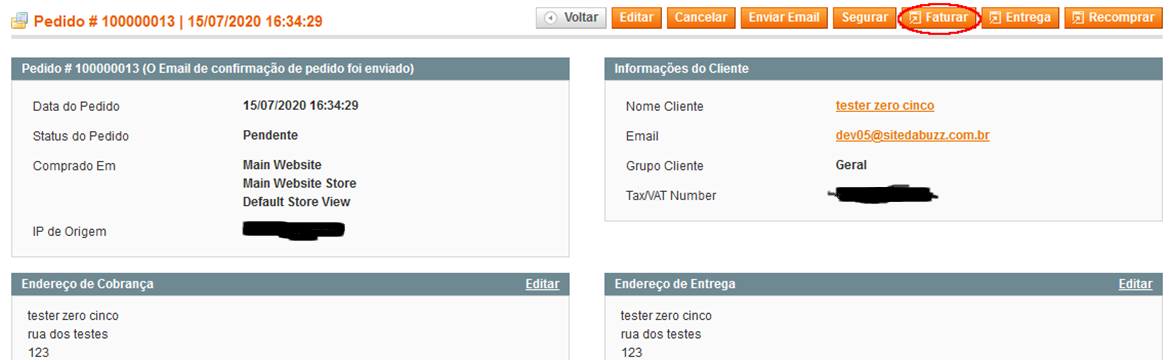 Pedido # 100000013 | 15/07/2020 16:34:29
Voltar Editar Cancelar Enviar Email Segurar Faturar Entrega Recomprar
Pedido # 100000013 (O Email de confirmação de pedido foi enviado)
Data do Pedido 15/07/2020 16:34:29
Status do Pedido Pendente
Comprado Em Main Website
Main Website Store
Default Store View
IP de Origem
Informações do Cliente
Nome Cliente tester zero cinco
Email dev05@sitedabuzz.com.br
Grupo Cliente Geral
Tax/VAT Number
Endereço de Cobrança Editar
tester zero cinco
rua dos testes
123
Endereço de Entrega Editar
tester zero cinco
rua dos testes
123